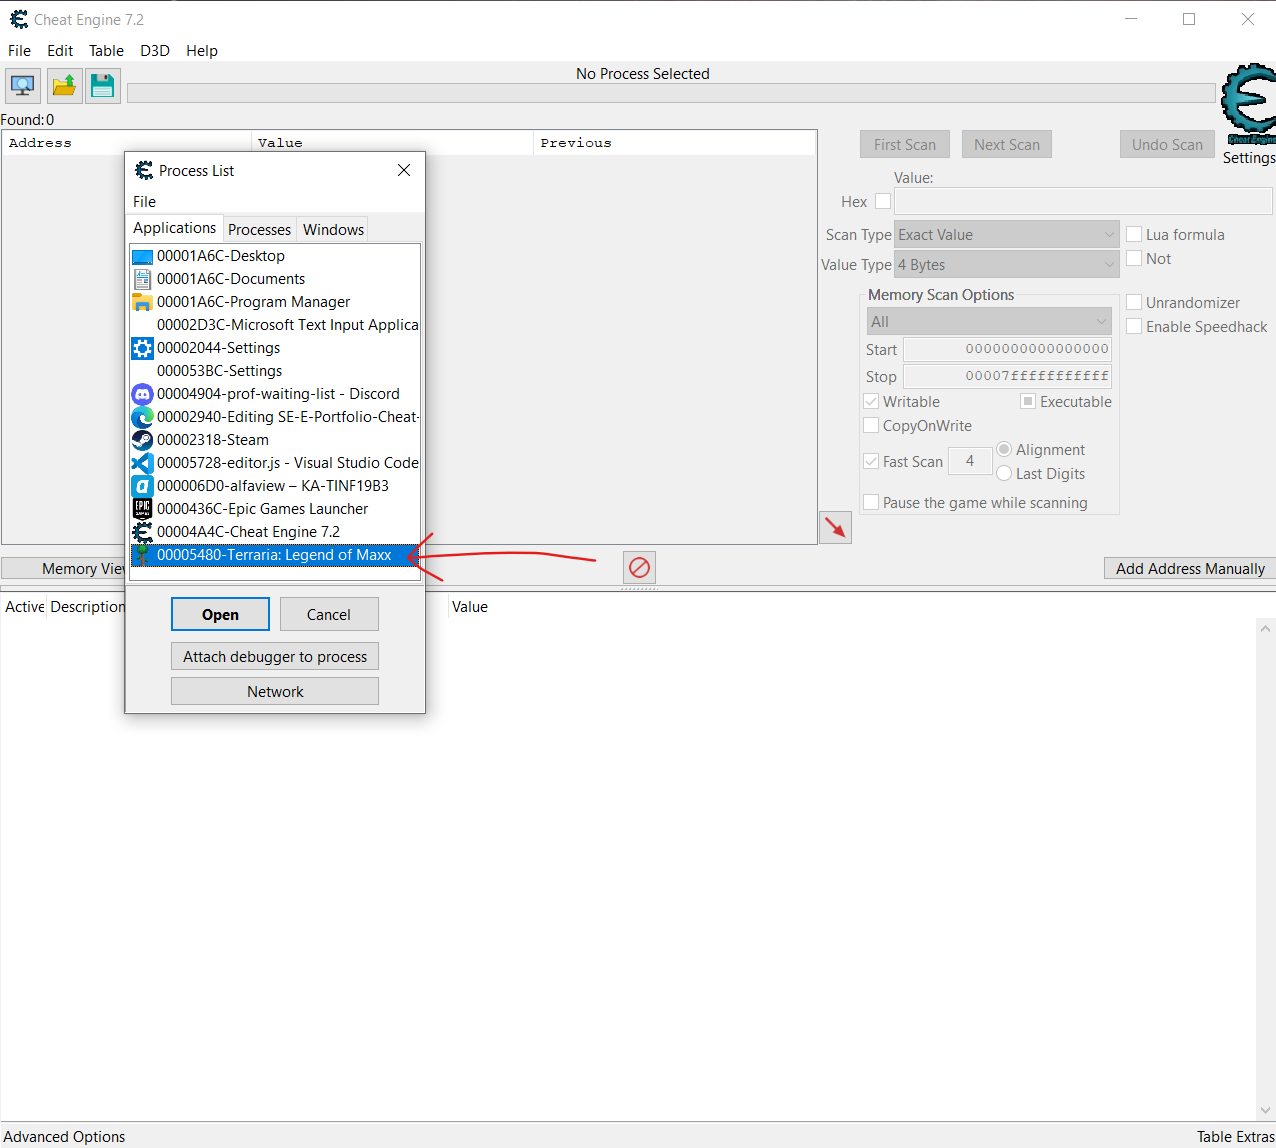 Cheat Engine 7.2
File Edit Table D3D Help
No Process Selected
Found:0
Address Value Previous
Process List
File
Applications Processes Windows
00001A6C-Desktop
00001A6C-Documents
00001A6C-Program Manager
00002D3C-Microsoft Text Input Applica
00002044-Settings
000053BC-Settings
00004904-prof-waiting-list - Discord
00002940-Editing SE-E-Portfolio-Cheat-
00002318-Steam
00005728-editor.js - Visual Studio Code
000006D0-alfaview – KA-TINF19B3
0000436C-Epic Games Launcher
00004A4C-Cheat Engine 7.2
00005480-Terraria: Legend of Maxx
Open Cancel
Attach debugger to process
Network
First Scan Next Scan Undo Scan
Cheat Engine
Settings
Value:
Hex
Scan Type Exact Value Lua formula
Value Type 4 Bytes Not
Memory Scan Options
All
Unrandomizer
Enable Speedhack
Start 0000000000000000
Stop 00007fffffffffff
Writable Executable
CopyOnWrite
Fast Scan 4 Alignment
Last Digits
Pause the game while scanning
Memory View
Add Address Manually
Active Description Value
Advanced Options Table Extras